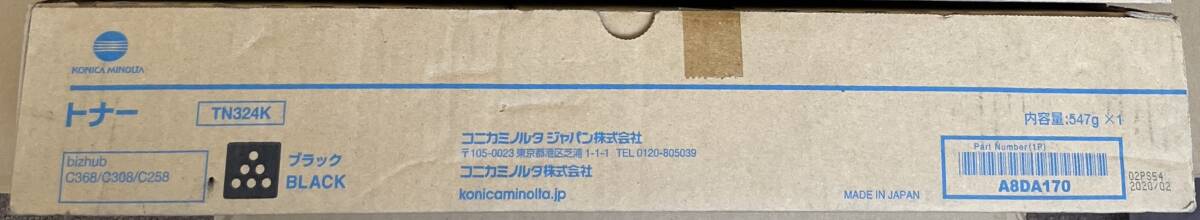 KONICA MINOLTA
トナー
TN324K
bizhub
C368/C308/C258
ブラック
BLACK
コニカミノルタ ジャパン株式会社
〒105-0023 東京都港区芝浦 1-1-1 TEL 0120-805039
コニカミノルタ株式会社
konicaminolta.jp
内容量:547g ×1
Part Number(1P)
A8DA170
MADE IN JAPAN
02PS54
2020/02